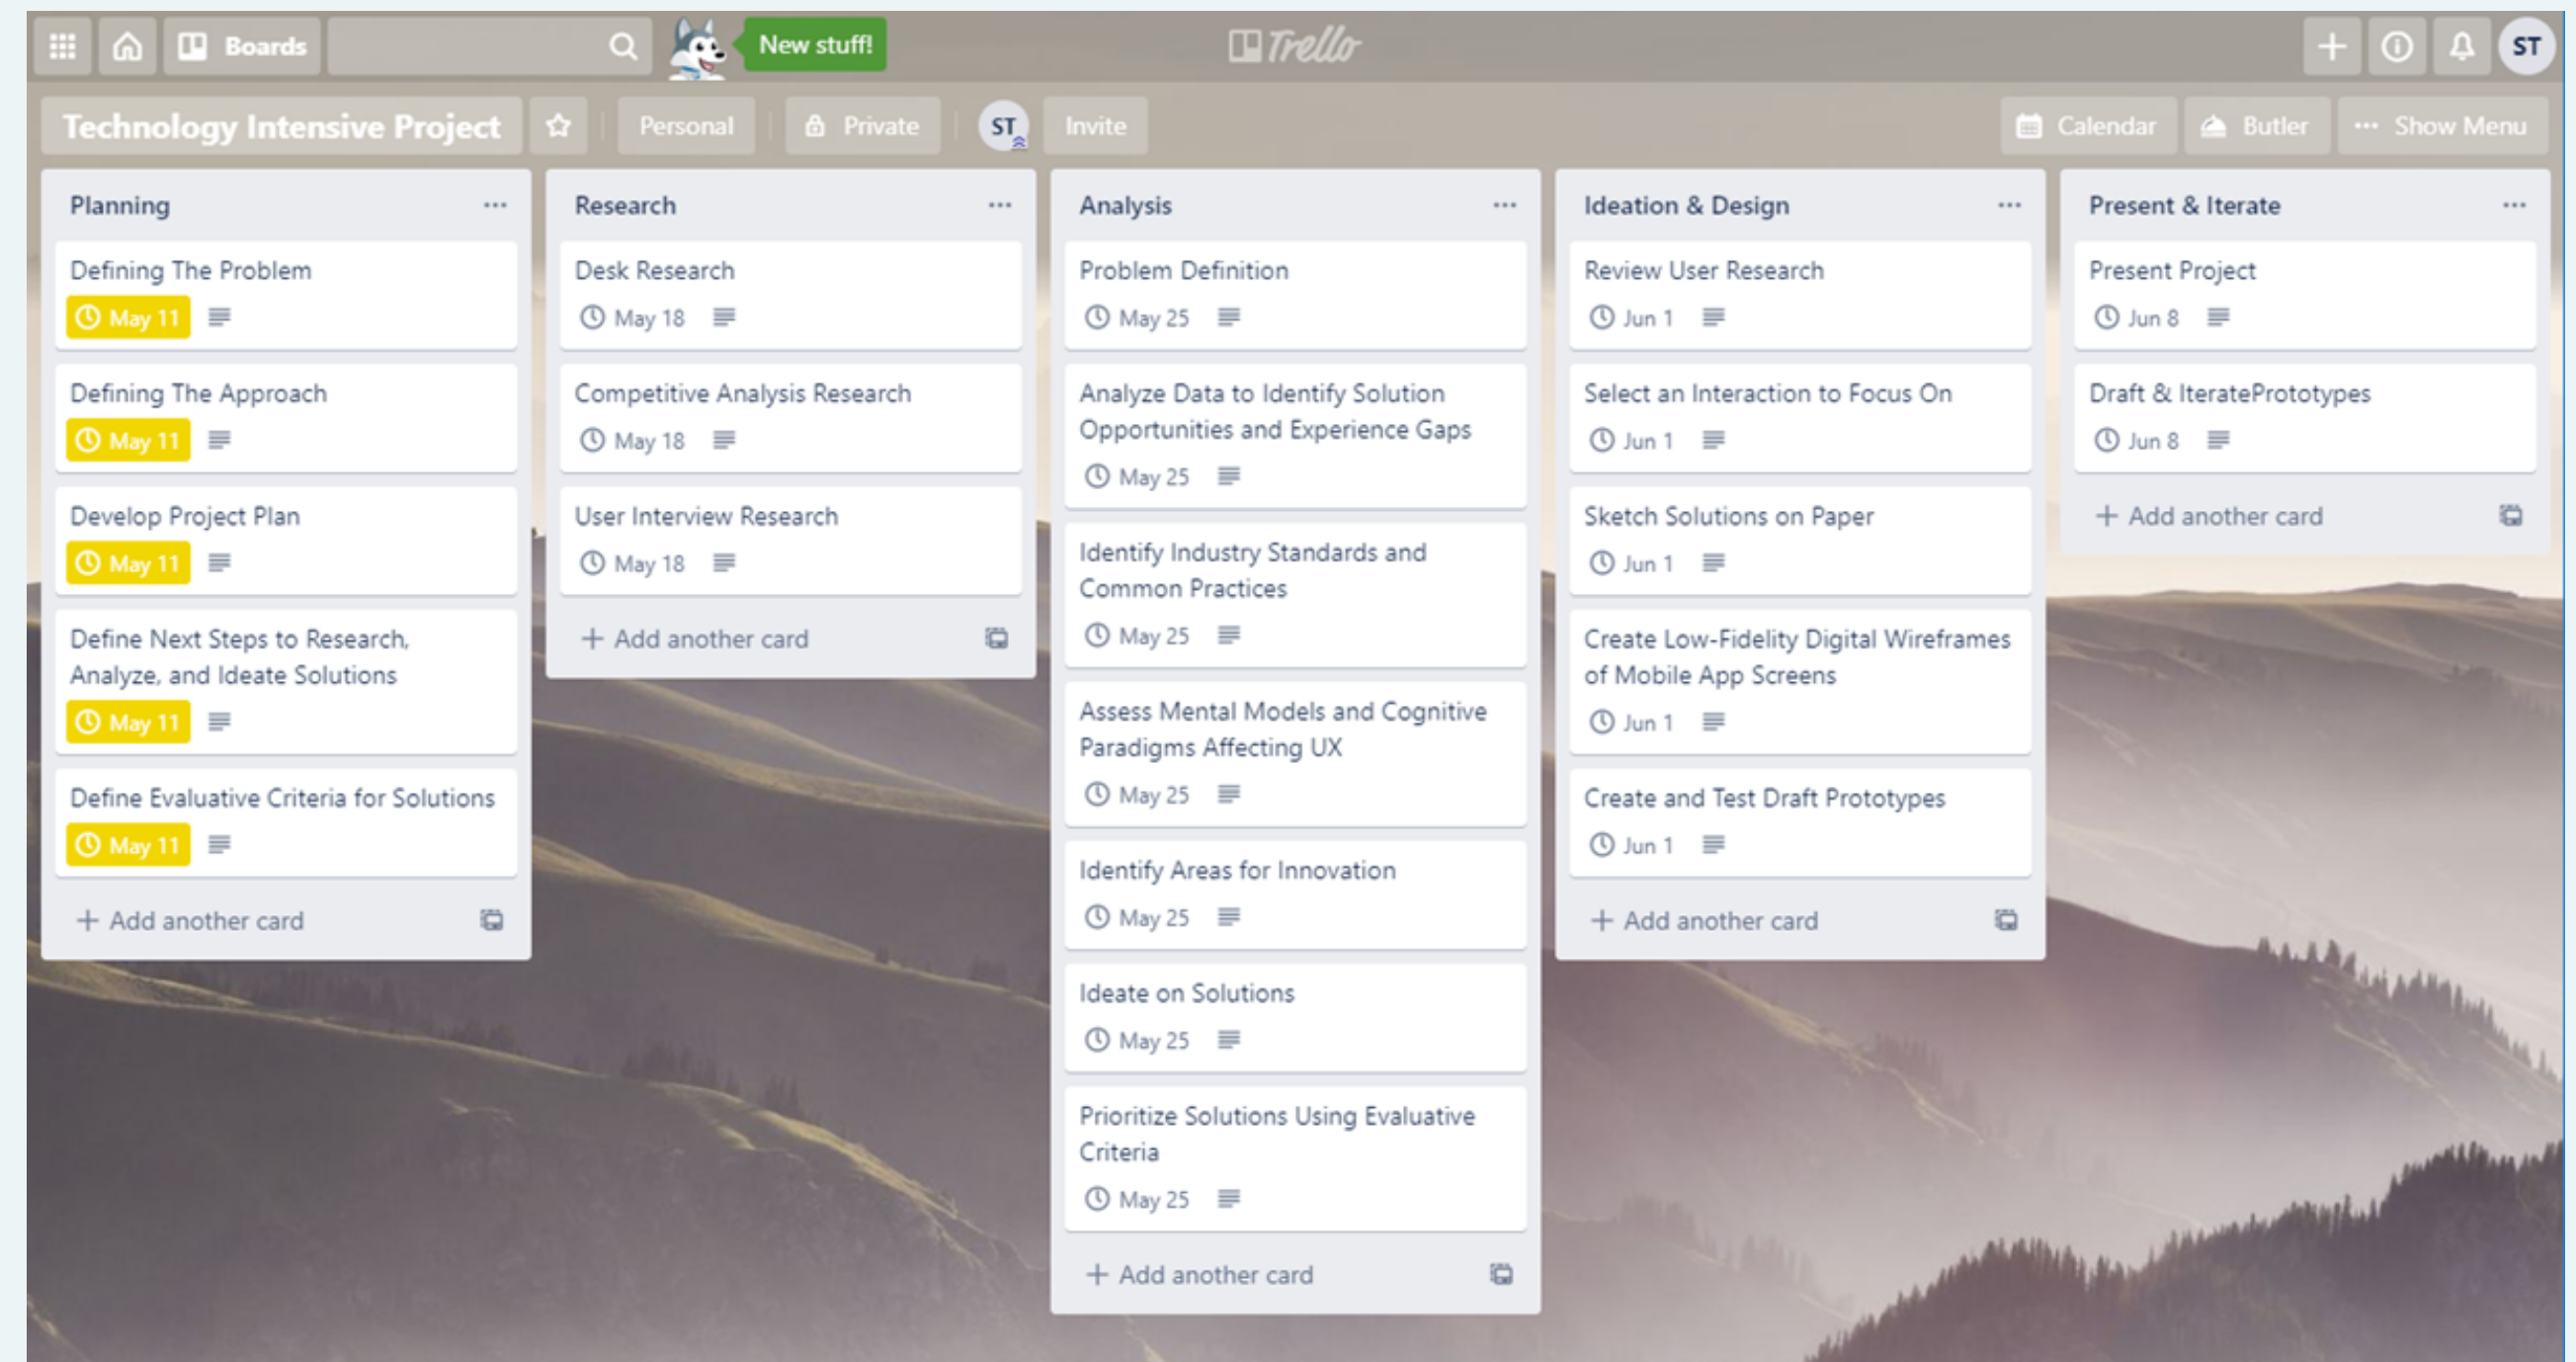 Boards
New stuff!
Trello
ST
Technology Intensive Project
Personal
Private
ST
Invite
Calendar
Butler
Show Menu
Planning
Defining The Problem
May 11
Defining The Approach
May 11
Develop Project Plan
May 11
Define Next Steps to Research,
Analyze, and Ideate Solutions
May 11
Define Evaluative Criteria for Solutions
May 11
+ Add another card
Research
Desk Research
May 18
Competitive Analysis Research
May 18
User Interview Research
May 18
+ Add another card
Analysis
Problem Definition
May 25
Analyze Data to Identify Solution
Opportunities and Experience Gaps
May 25
Identify Industry Standards and
Common Practices
May 25
Assess Mental Models and Cognitive
Paradigms Affecting UX
May 25
Identify Areas for Innovation
May 25
Ideate on Solutions
May 25
Prioritize Solutions Using Evaluative
Criteria
May 25
+ Add another card
Ideation & Design
Review User Research
Jun 1
Select an Interaction to Focus On
Jun 1
Sketch Solutions on Paper
Jun 1
Create Low-Fidelity Digital Wireframes
of Mobile App Screens
Jun 1
Create and Test Draft Prototypes
Jun 1
+ Add another card
Present & Iterate
Present Project
Jun 8
Draft & IteratePrototypes
Jun 8
+ Add another card